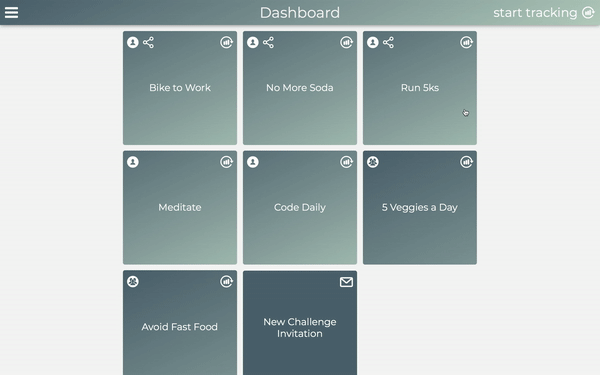 Dashboard
start tracking
Bike to Work
No More Soda
Run 5ks
Meditate
Code Daily
5 Veggies a Day
Avoid Fast Food
New Challenge
Invitation